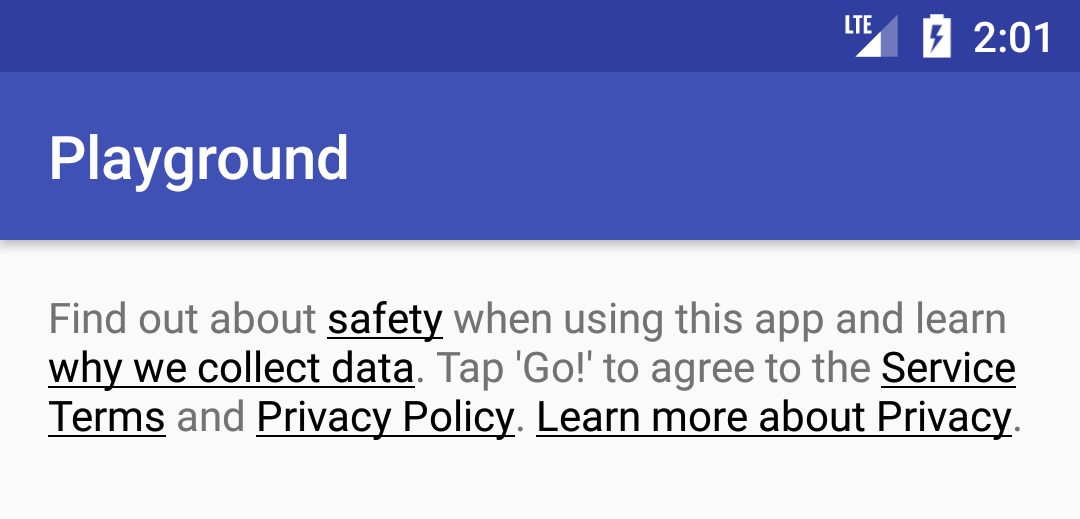 LTE 2:01
Playground
Find out about safety when using this app and learn
why we collect data. Tap 'Go!' to agree to the Service
Terms and Privacy Policy. Learn more about Privacy.